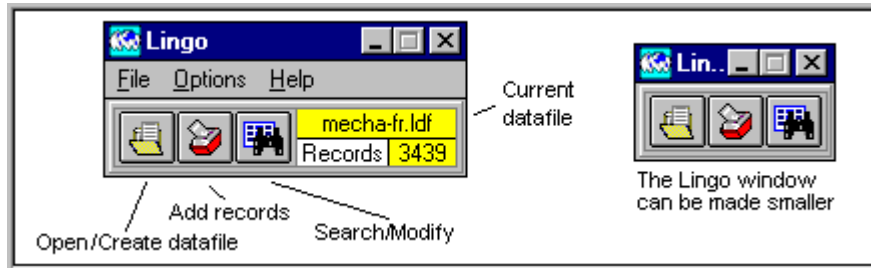 Lingo
File Options Help
mecha-fr.ldf
Records 3439
Current
datafile
Add records
Open/Create datafile
Search/Modify
Lin..
The Lingo window
can be made smaller